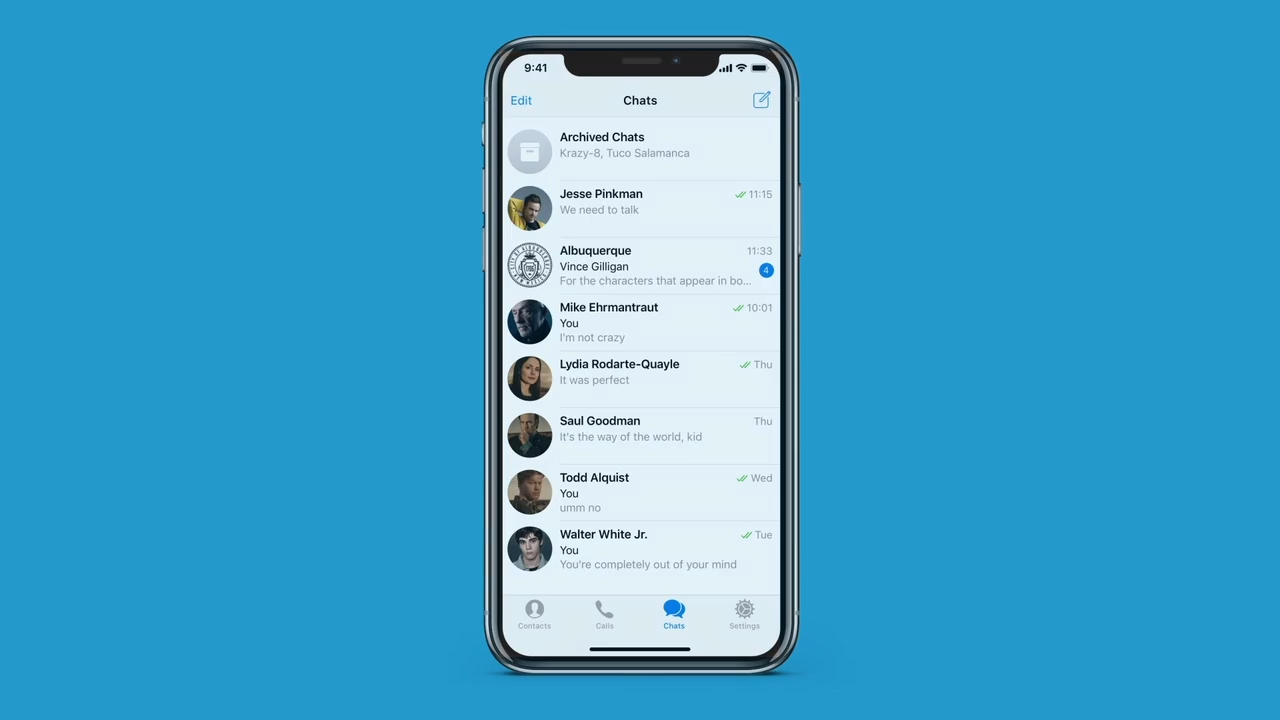 9:41
Edit
Chats
Archived Chats
Krazy-8, Tuco Salamanca
Jesse Pinkman
11:15
We need to talk
Albuquerque
11:33
Vince Gilligan
4
For the characters that appear in bo...
Mike Ehrmantraut
10:01
You
I'm not crazy
Lydia Rodarte-Quayle
Thu
It was perfect
Saul Goodman
Thu
It's the way of the world, kid
Todd Alquist
Wed
You
umm no
Walter White Jr.
Tue
You
You're completely out of your mind
Contacts
Calls
Chats
Settings